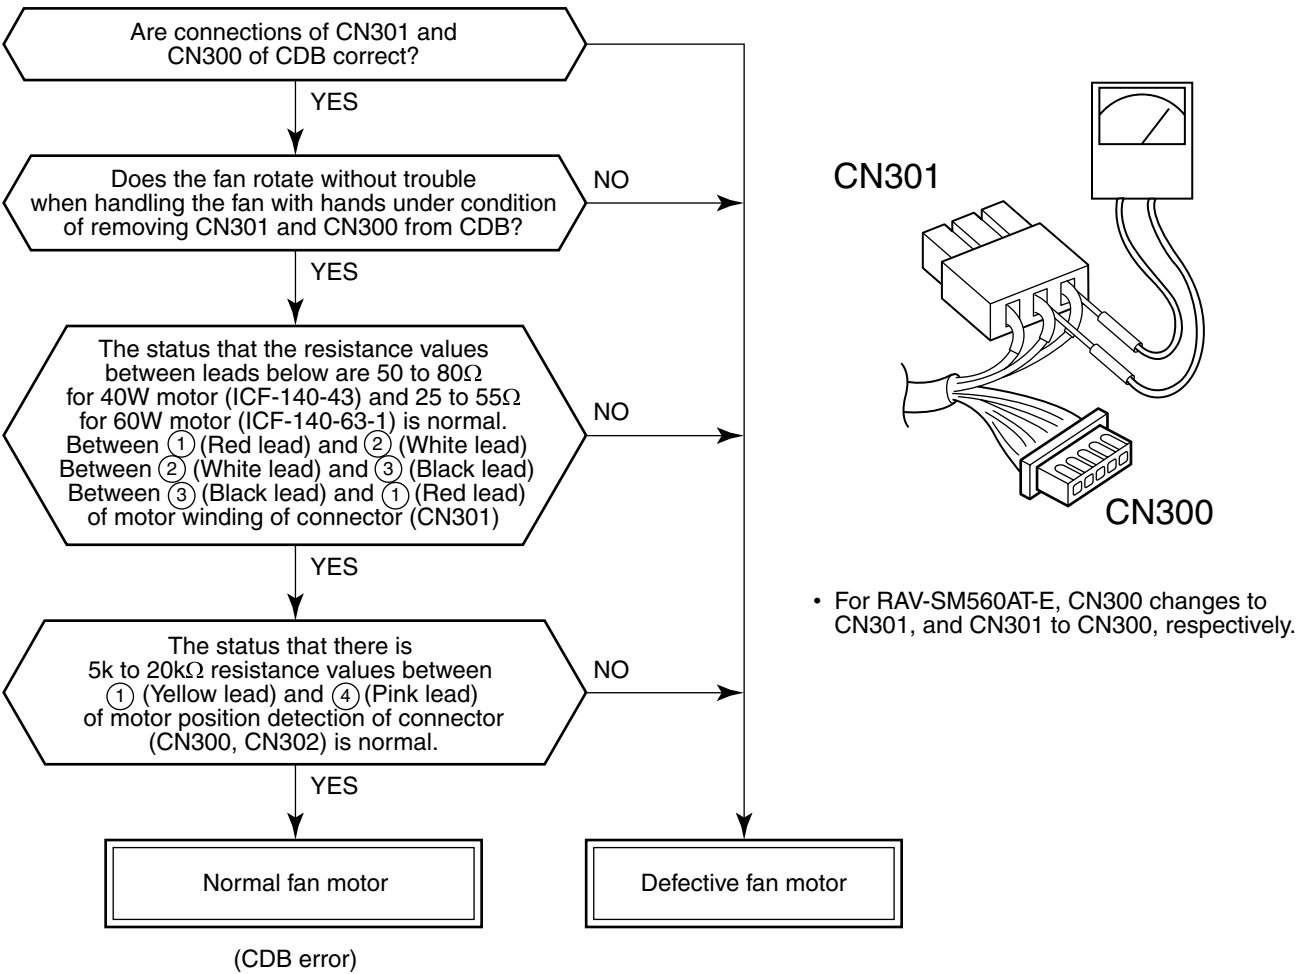 Are connections of CN301 and
CN300 of CDB correct?
YES
Does the fan rotate without trouble
when handling the fan with hands under condition
of removing CN301 and CN300 from CDB?
NO
YES
The status that the resistance values
between leads below are 50 to 80Ω
for 40W motor (ICF-140-43) and 25 to 55Ω
for 60W motor (ICF-140-63-1) is normal.
Between ① (Red lead) and ② (White lead)
Between ② (White lead) and ③ (Black lead)
Between ③ (Black lead) and ① (Red lead)
of motor winding of connector (CN301)
NO
YES
The status that there is
5k to 20kΩ resistance values between
① (Yellow lead) and ④ (Pink lead)
of motor position detection of connector
(CN300, CN302) is normal.
NO
YES
Normal fan motor
(CDB error)
Defective fan motor
CN301
CN300
• For RAV-SM560AT-E, CN300 changes to
CN301, and CN301 to CN300, respectively.